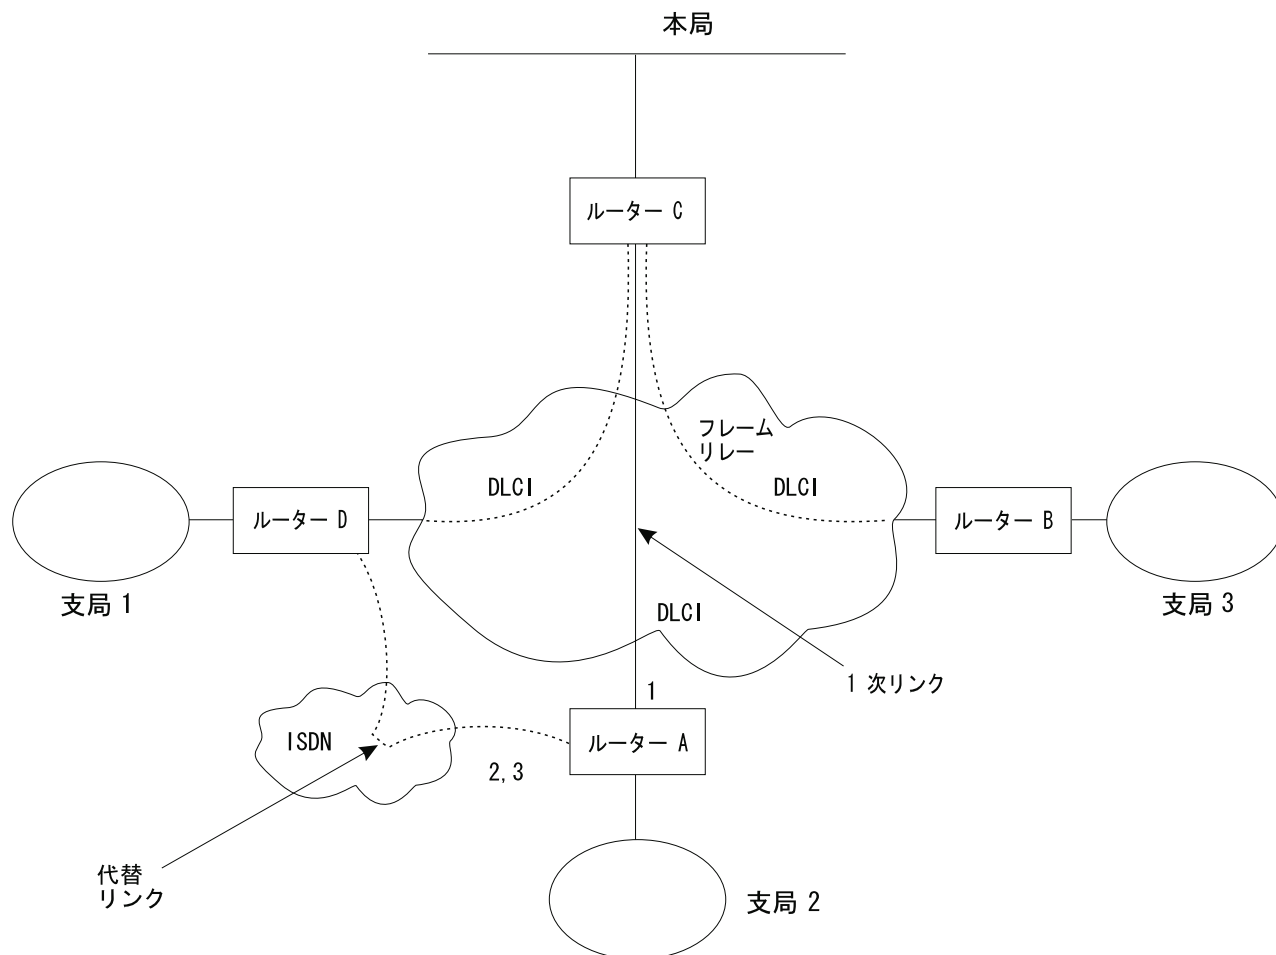 本局
ルーター C
フレーム
リレー
DLCI
DLCI
ルーター D
ルーター B
支局 1
DLCI
支局 3
1 次リンク
1
ISDN
ルーター A
2,3
代替
リンク
支局 2